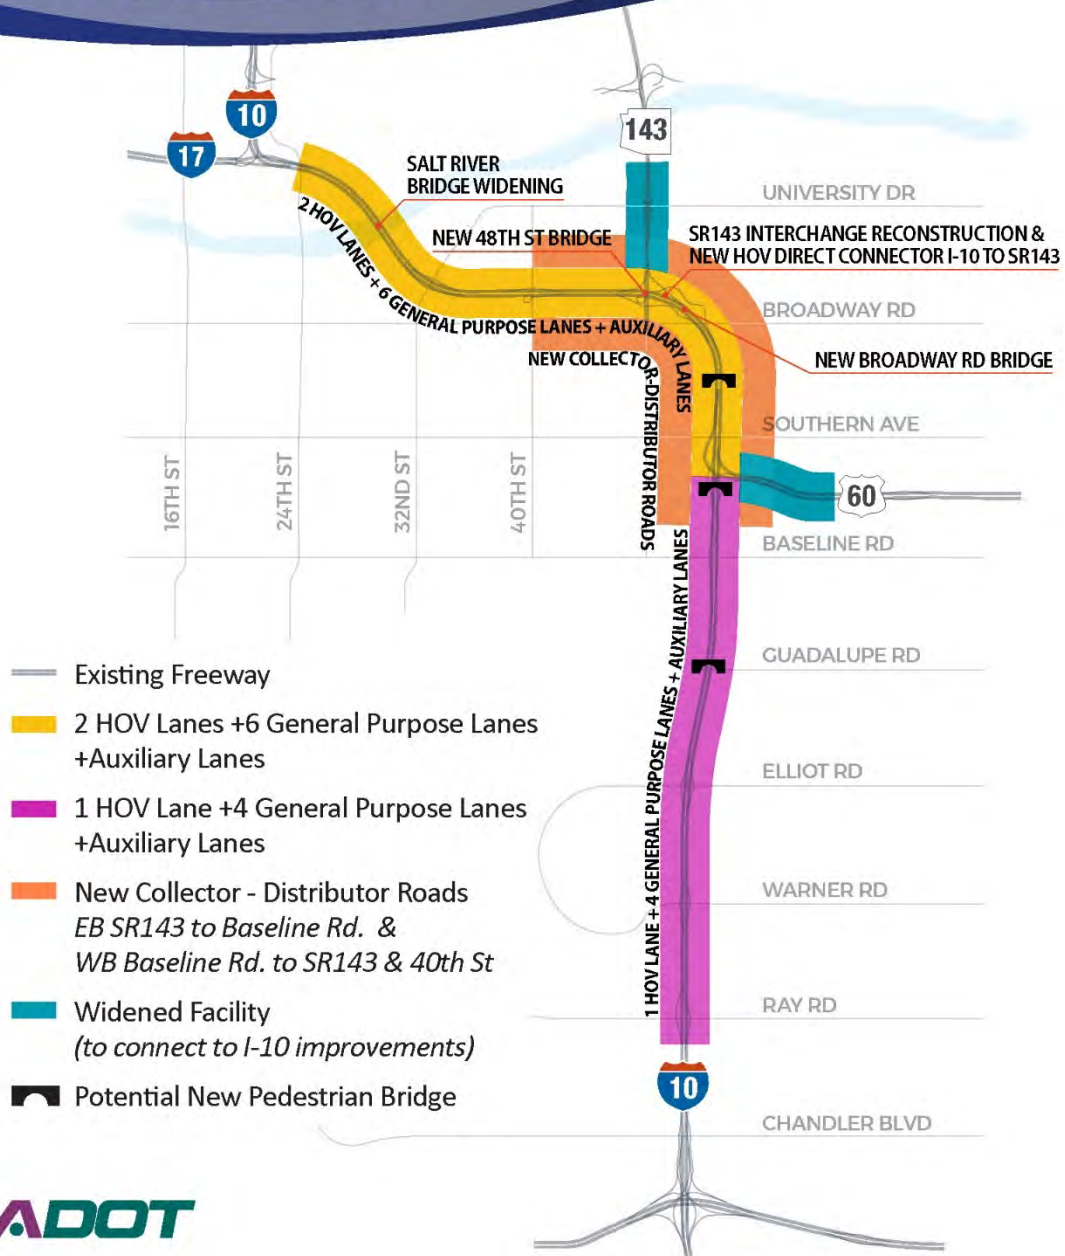 10
17
143
SALT RIVER
BRIDGE WIDENING
UNIVERSITY DR
NEW 48TH ST BRIDGE
SR143 INTERCHANGE RECONSTRUCTION &
NEW HOV DIRECT CONNECTOR I-10 TO SR143
2 HOV LANES + 6 GENERAL PURPOSE LANES + AUXILIARY LANES
BROADWAY RD
NEW COLLECTOR-DISTRIBUTOR ROADS
NEW BROADWAY RD BRIDGE
SOUTHERN AVE
16TH ST
24TH ST
32ND ST
40TH ST
60
BASELINE RD
1 HOV LANE + 4 GENERAL PURPOSE LANES + AUXILIARY LANES
GUADALUPE RD
ELLIOT RD
WARNER RD
RAY RD
10
CHANDLER BLVD
Existing Freeway
2 HOV Lanes +6 General Purpose Lanes
+Auxiliary Lanes
1 HOV Lane +4 General Purpose Lanes
+Auxiliary Lanes
New Collector - Distributor Roads
EB SR143 to Baseline Rd. &
WB Baseline Rd. to SR143 & 40th St
Widened Facility
(to connect to I-10 improvements)
Potential New Pedestrian Bridge
ADOT